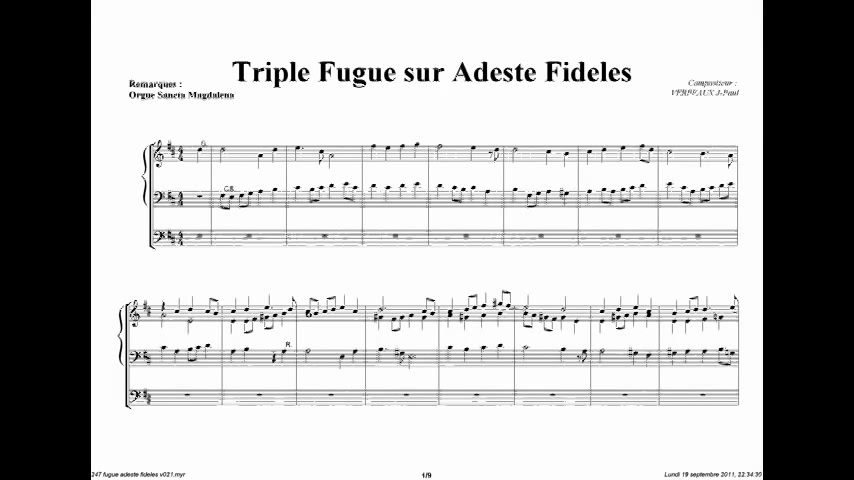 Triple Fugue sur Adeste Fideles
Remarques :
Orgue Sancta Magdalena
Compositeur :
VERPEAUX J-Paul
R.
247 fugue adeste fideles v021.myr
1/9
Lundi 19 septembre 2011, 22:34:30